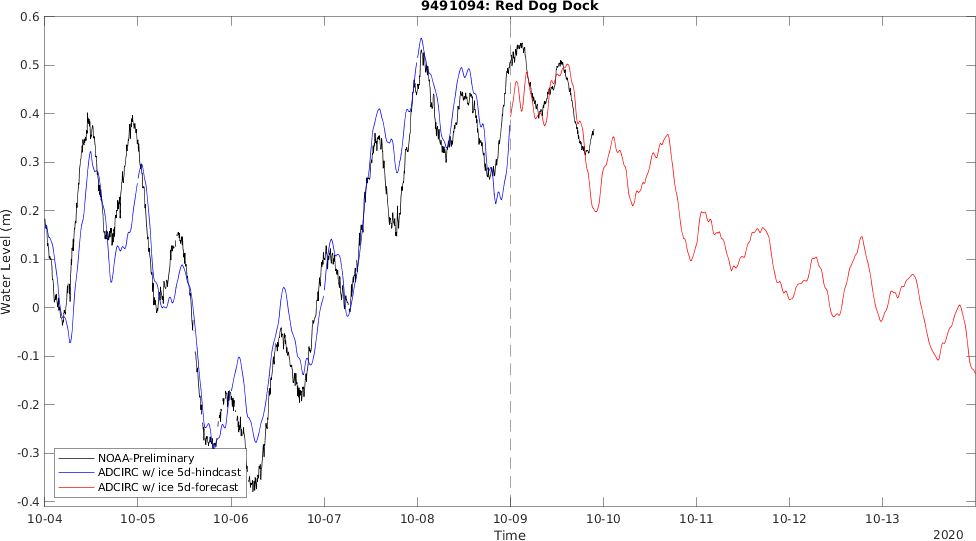 9491094: Red Dog Dock
0.6
0.5
0.4
0.3
0.2
0.1
0
-0.1
-0.2
-0.3
-0.4
Water Level (m)
NOAA-Preliminary
ADCIRC w/ ice 5d-hindcast
ADCIRC w/ ice 5d-forecast
10-04 10-05 10-06 10-07 10-08 10-09 10-10 10-11 10-12 10-13
Time
2020